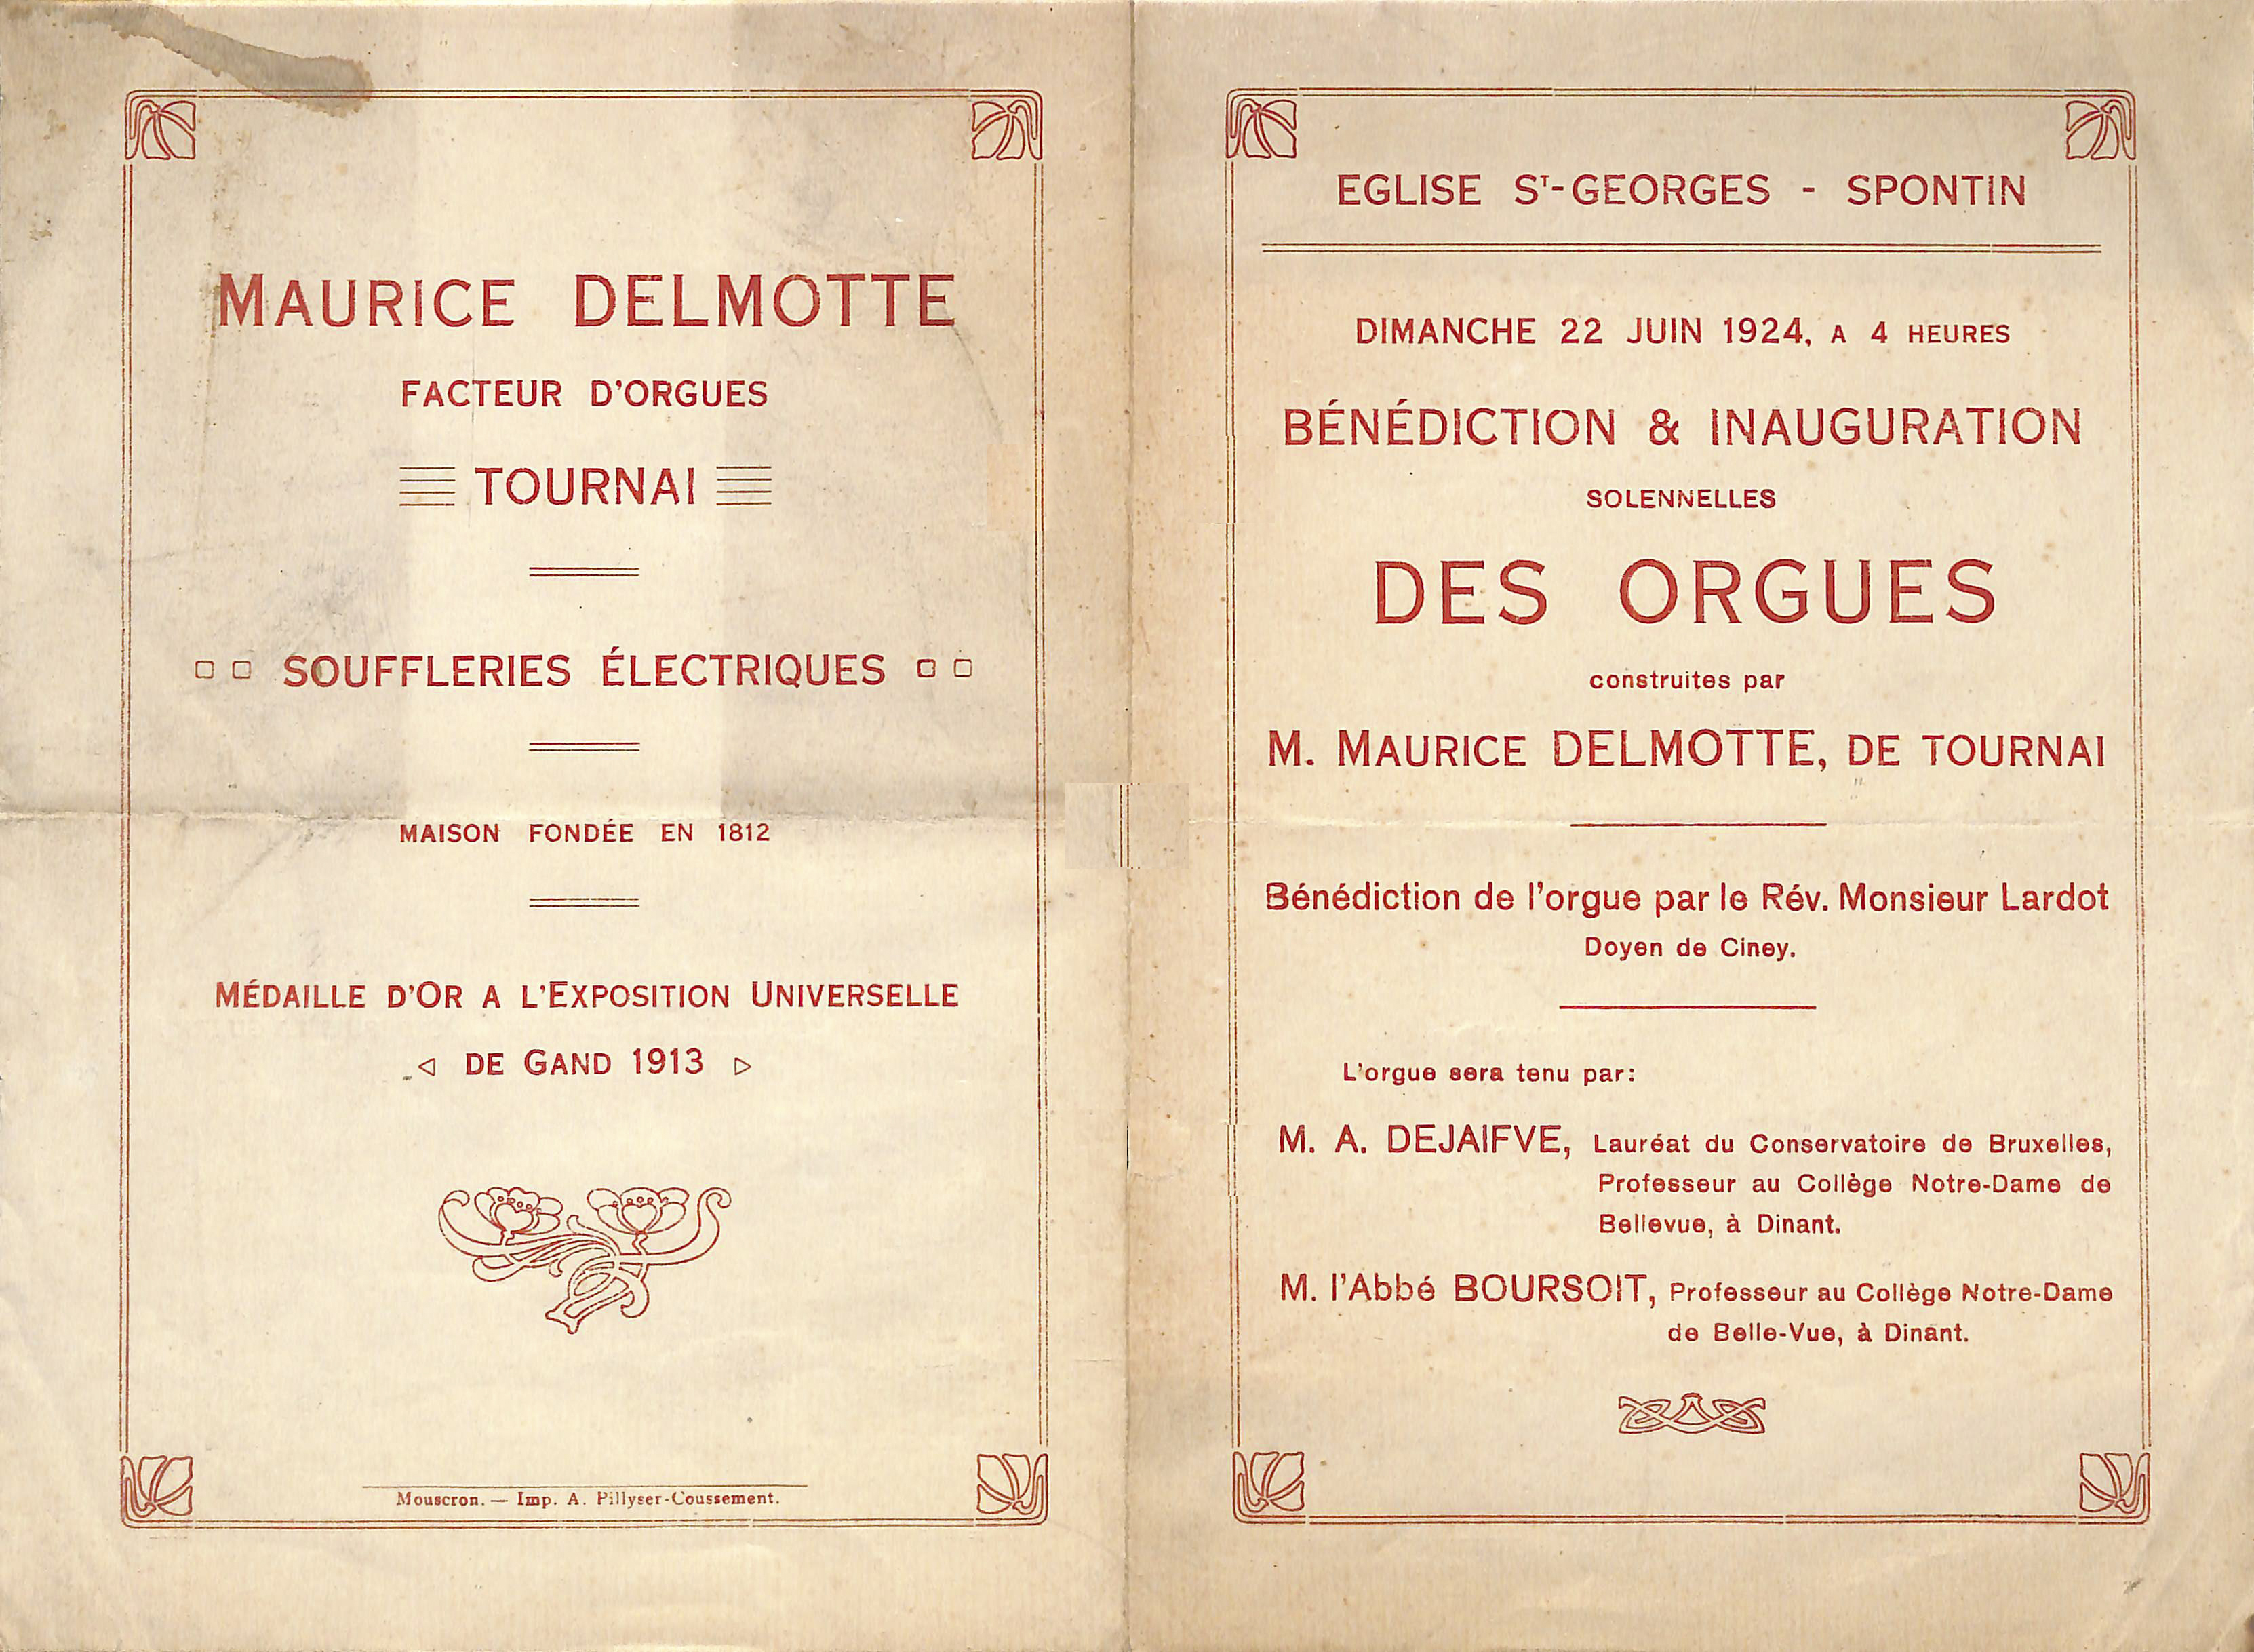 MAURICE DELMOTTE
FACTEUR D'ORGUES
TOURNAI
SOUFFLERIES ÉLECTRIQUES
MAISON FONDÉE EN 1812
MÉDAILLE D'OR A L'EXPOSITION UNIVERSELLE
DE GAND 1913
Mouscron. — Imp. A. Pillyser-Coussement.
EGLISE ST-GEORGES - SPONTIN
DIMANCHE 22 JUIN 1924, A 4 HEURES
BÉNÉDICTION & INAUGURATION
SOLENNELLES
DES ORGUES
construites par
M. MAURICE DELMOTTE, DE TOURNAI
Bénédiction de l'orgue par le Rév. Monsieur Lardot
Doyen de Ciney.
L'orgue sera tenu par:
M. A. DEJAIFVE, Lauréat du Conservatoire de Bruxelles,
Professeur au Collège Notre-Dame de
Bellevue, à Dinant.
M. l'Abbé BOURSOIT, Professeur au Collège Notre-Dame
de Belle-Vue, à Dinant.